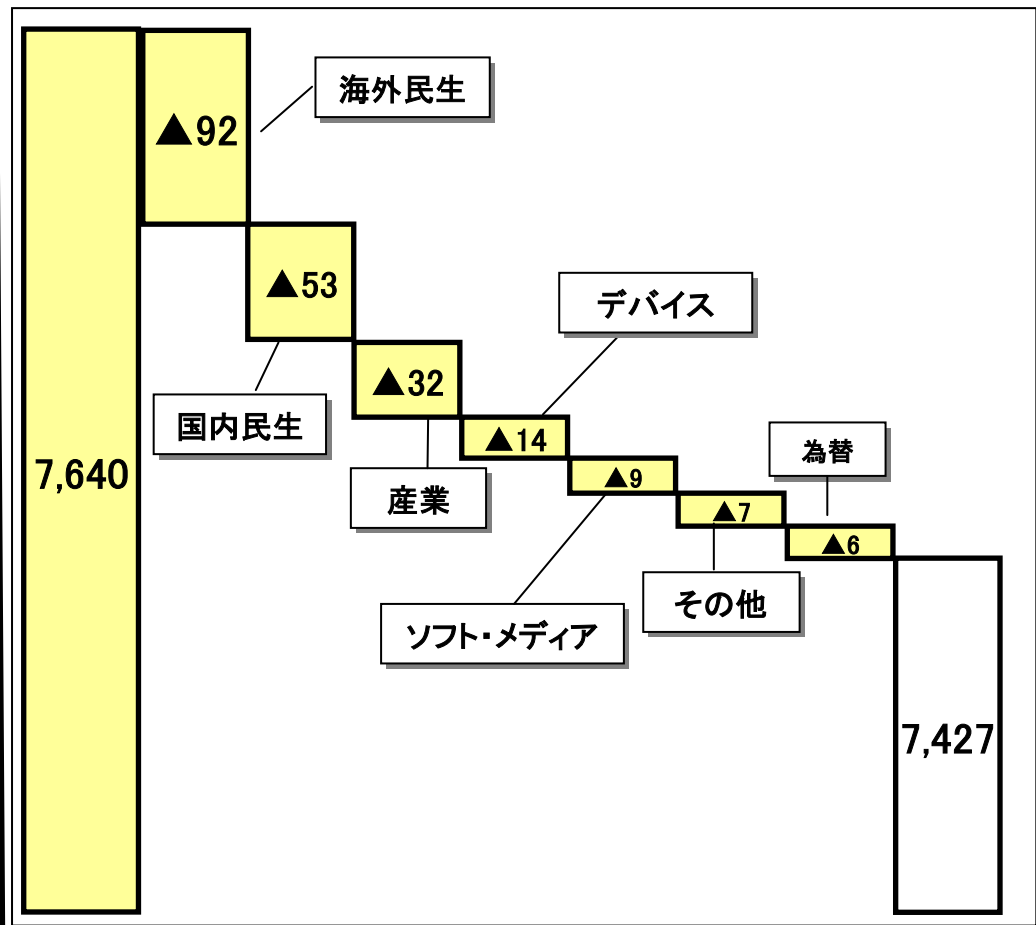 海外民生
▲92
▲53
デバイス
▲32
国内民生
▲14
為替
7,640
▲9
産業
▲7
▲6
その他
ソフト・メディア
7,427